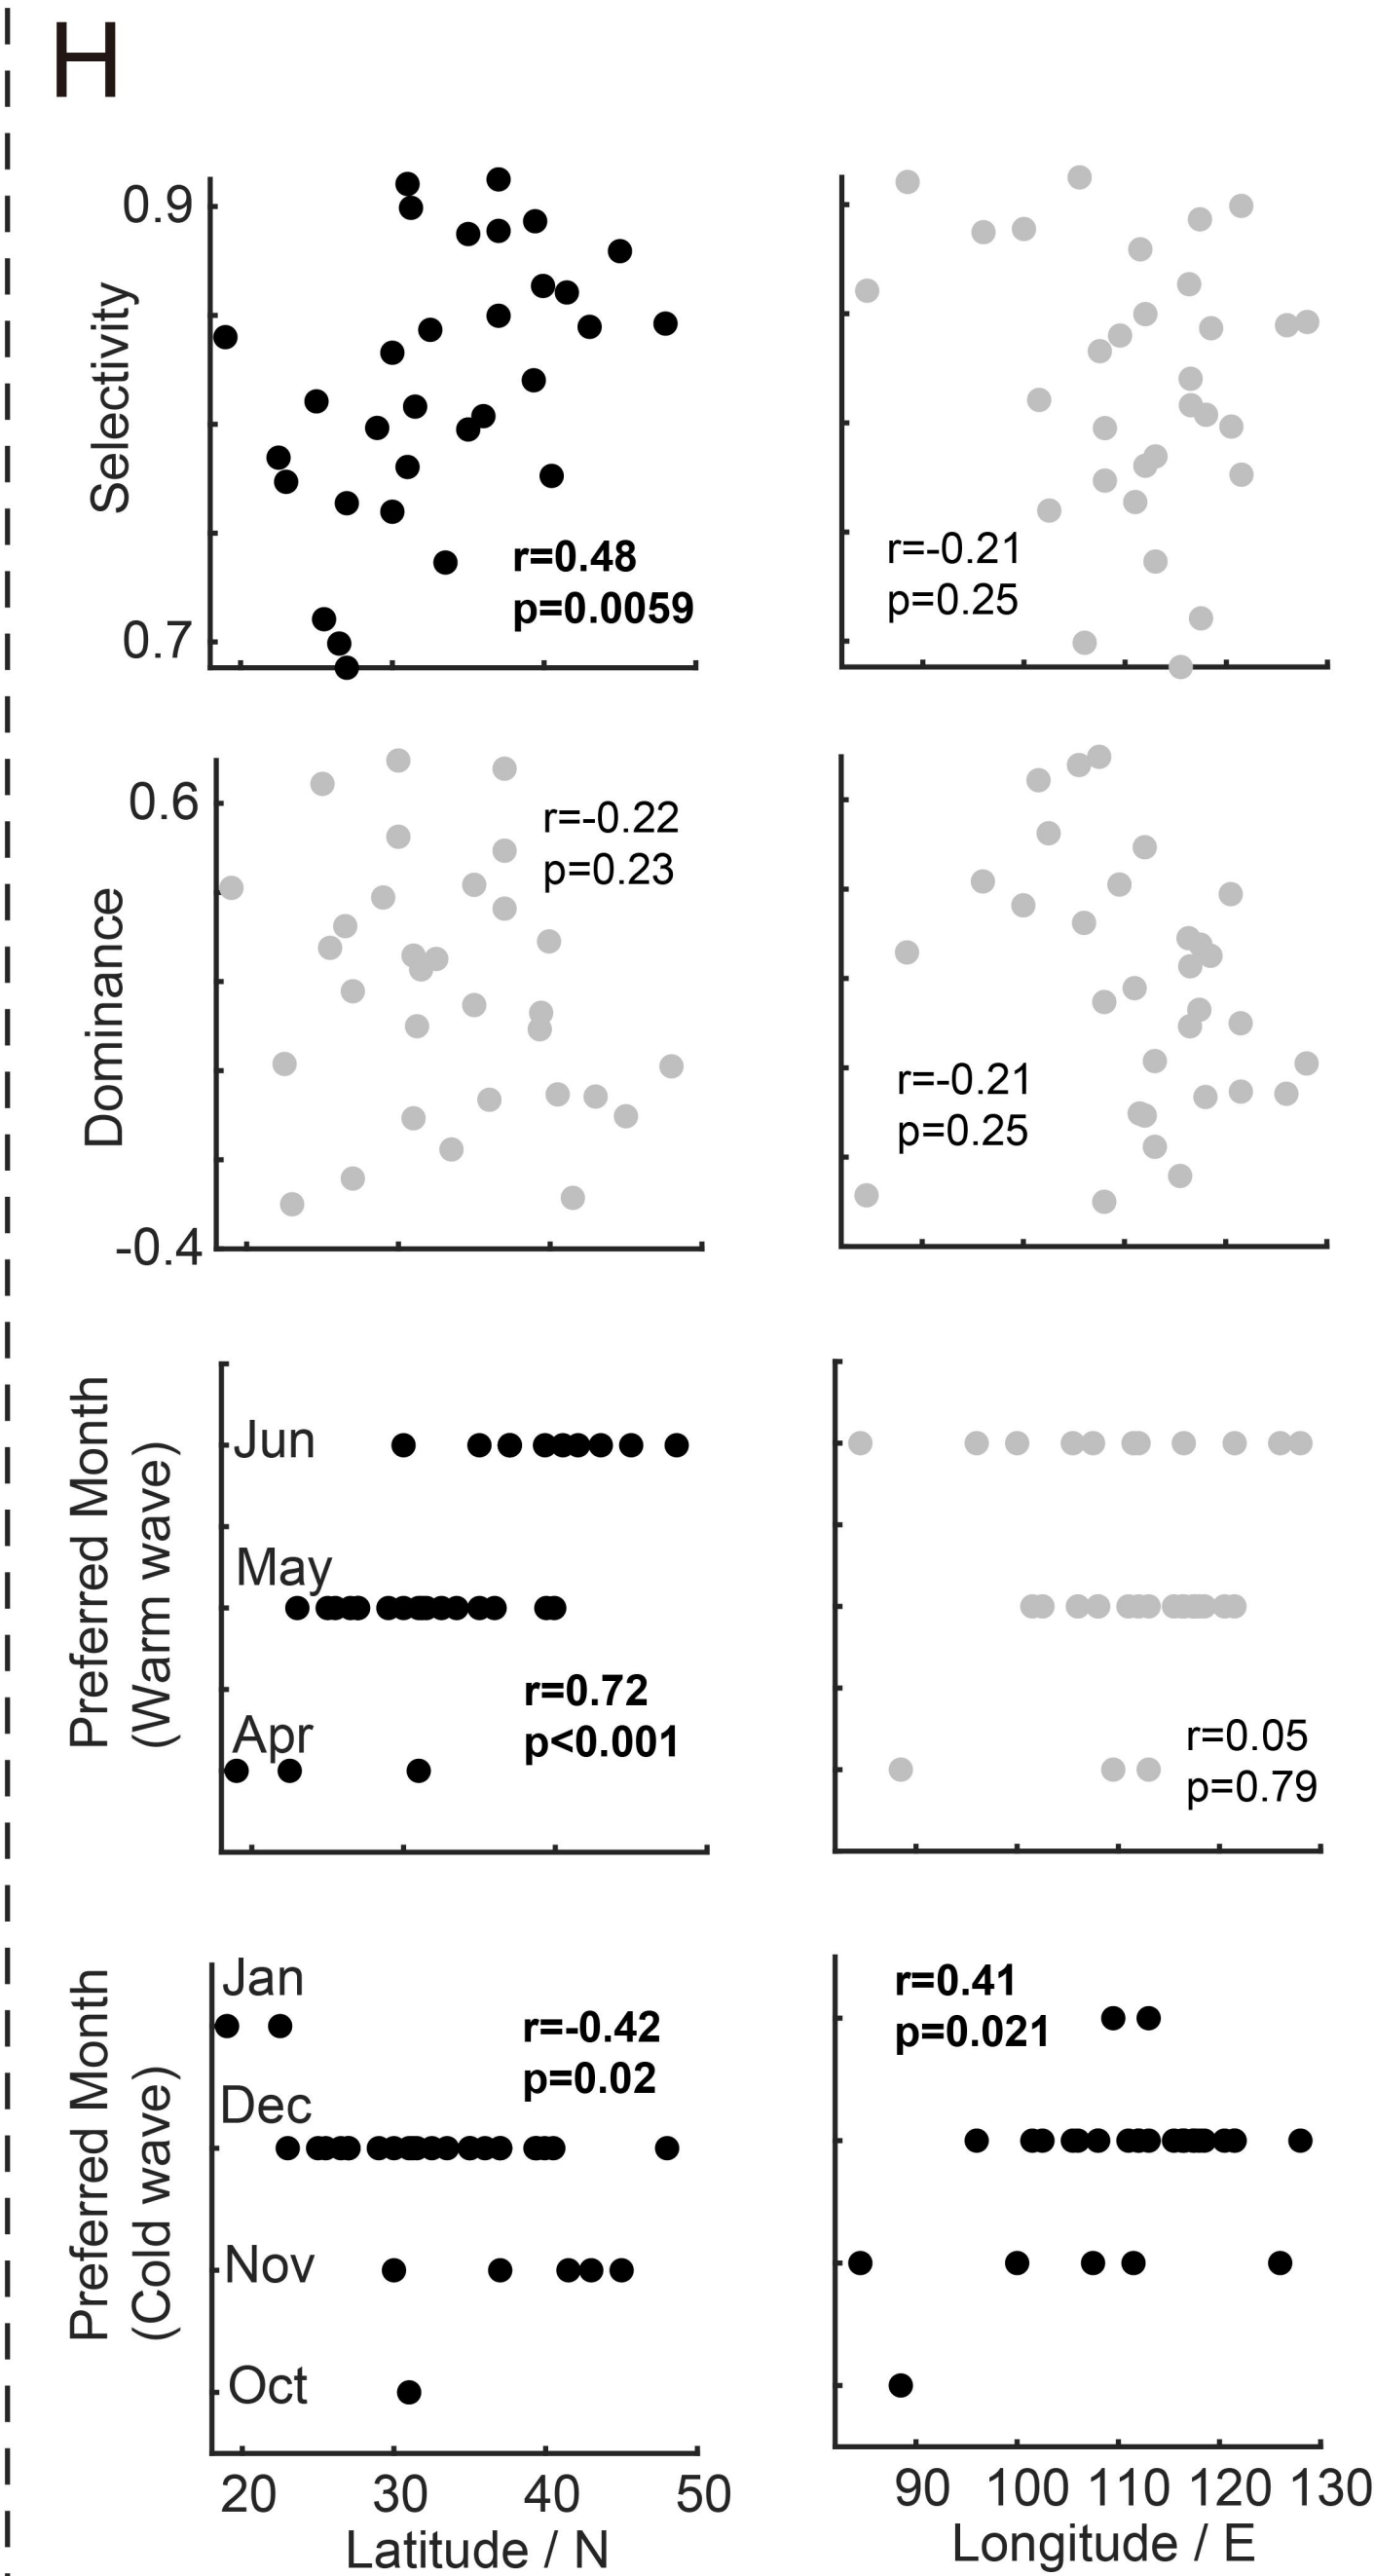 H
0.9
Selectivity
0.7
r=0.48
p=0.0059
r=-0.21
p=0.25
0.6
Dominance
-0.4
r=-0.22
p=0.23
r=-0.21
p=0.25
Preferred Month
(Warm wave)
Jun
May
Apr
r=0.72
p<0.001
r=0.05
p=0.79
Preferred Month
(Cold wave)
Jan
Dec
Nov
Oct
r=-0.42
p=0.02
r=0.41
p=0.021
20 30 40 50
Latitude / N
90 100 110 120 130
Longitude / E